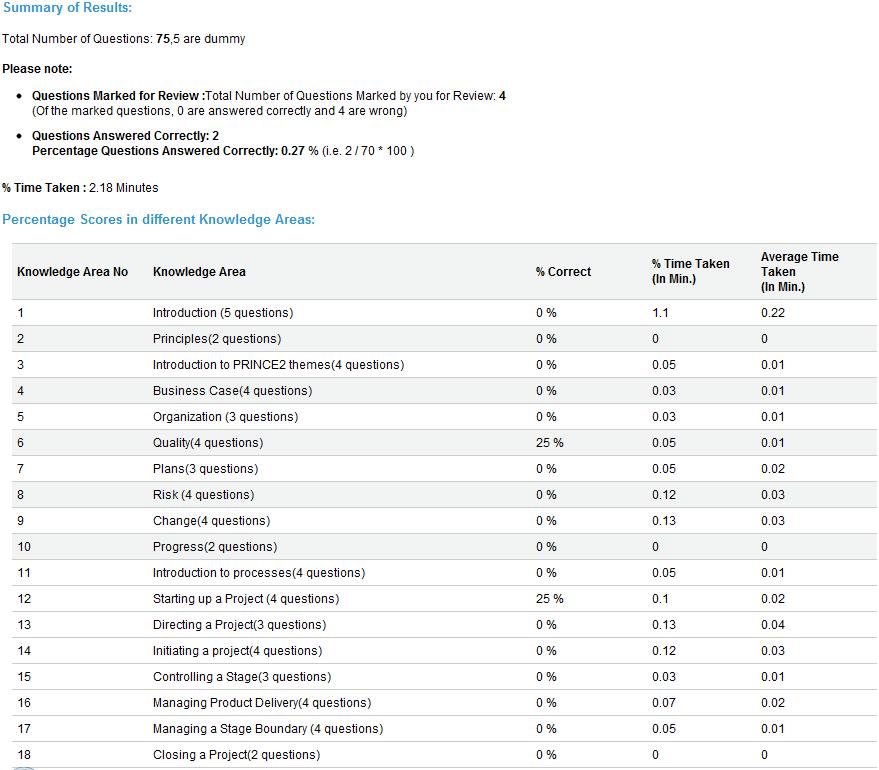 Summary of Results:
Total Number of Questions: 75,5 are dummy
Please note:
• Questions Marked for Review :Total Number of Questions Marked by you for Review: 4
(Of the marked questions, 0 are answered correctly and 4 are wrong)
• Questions Answered Correctly: 2
Percentage Questions Answered Correctly: 0.27 % (i.e. 2 / 70 * 100 )
% Time Taken : 2.18 Minutes
Percentage Scores in different Knowledge Areas:
Knowledge Area No Knowledge Area % Correct % Time Taken (In Min.) Average Time Taken (In Min.)
1 Introduction (5 questions) 0 % 1.1 0.22
2 Principles(2 questions) 0 % 0 0
3 Introduction to PRINCE2 themes(4 questions) 0 % 0.05 0.01
4 Business Case(4 questions) 0 % 0.03 0.01
5 Organization (3 questions) 0 % 0.03 0.01
6 Quality(4 questions) 25 % 0.05 0.01
7 Plans(3 questions) 0 % 0.05 0.02
8 Risk (4 questions) 0 % 0.12 0.03
9 Change(4 questions) 0 % 0.13 0.03
10 Progress(2 questions) 0 % 0 0
11 Introduction to processes(4 questions) 0 % 0.05 0.01
12 Starting up a Project (4 questions) 25 % 0.1 0.02
13 Directing a Project(3 questions) 0 % 0.13 0.04
14 Initiating a project(4 questions) 0 % 0.12 0.03
15 Controlling a Stage(3 questions) 0 % 0.03 0.01
16 Managing Product Delivery(4 questions) 0 % 0.07 0.02
17 Managing a Stage Boundary (4 questions) 0 % 0.05 0.01
18 Closing a Project(2 questions) 0 % 0 0